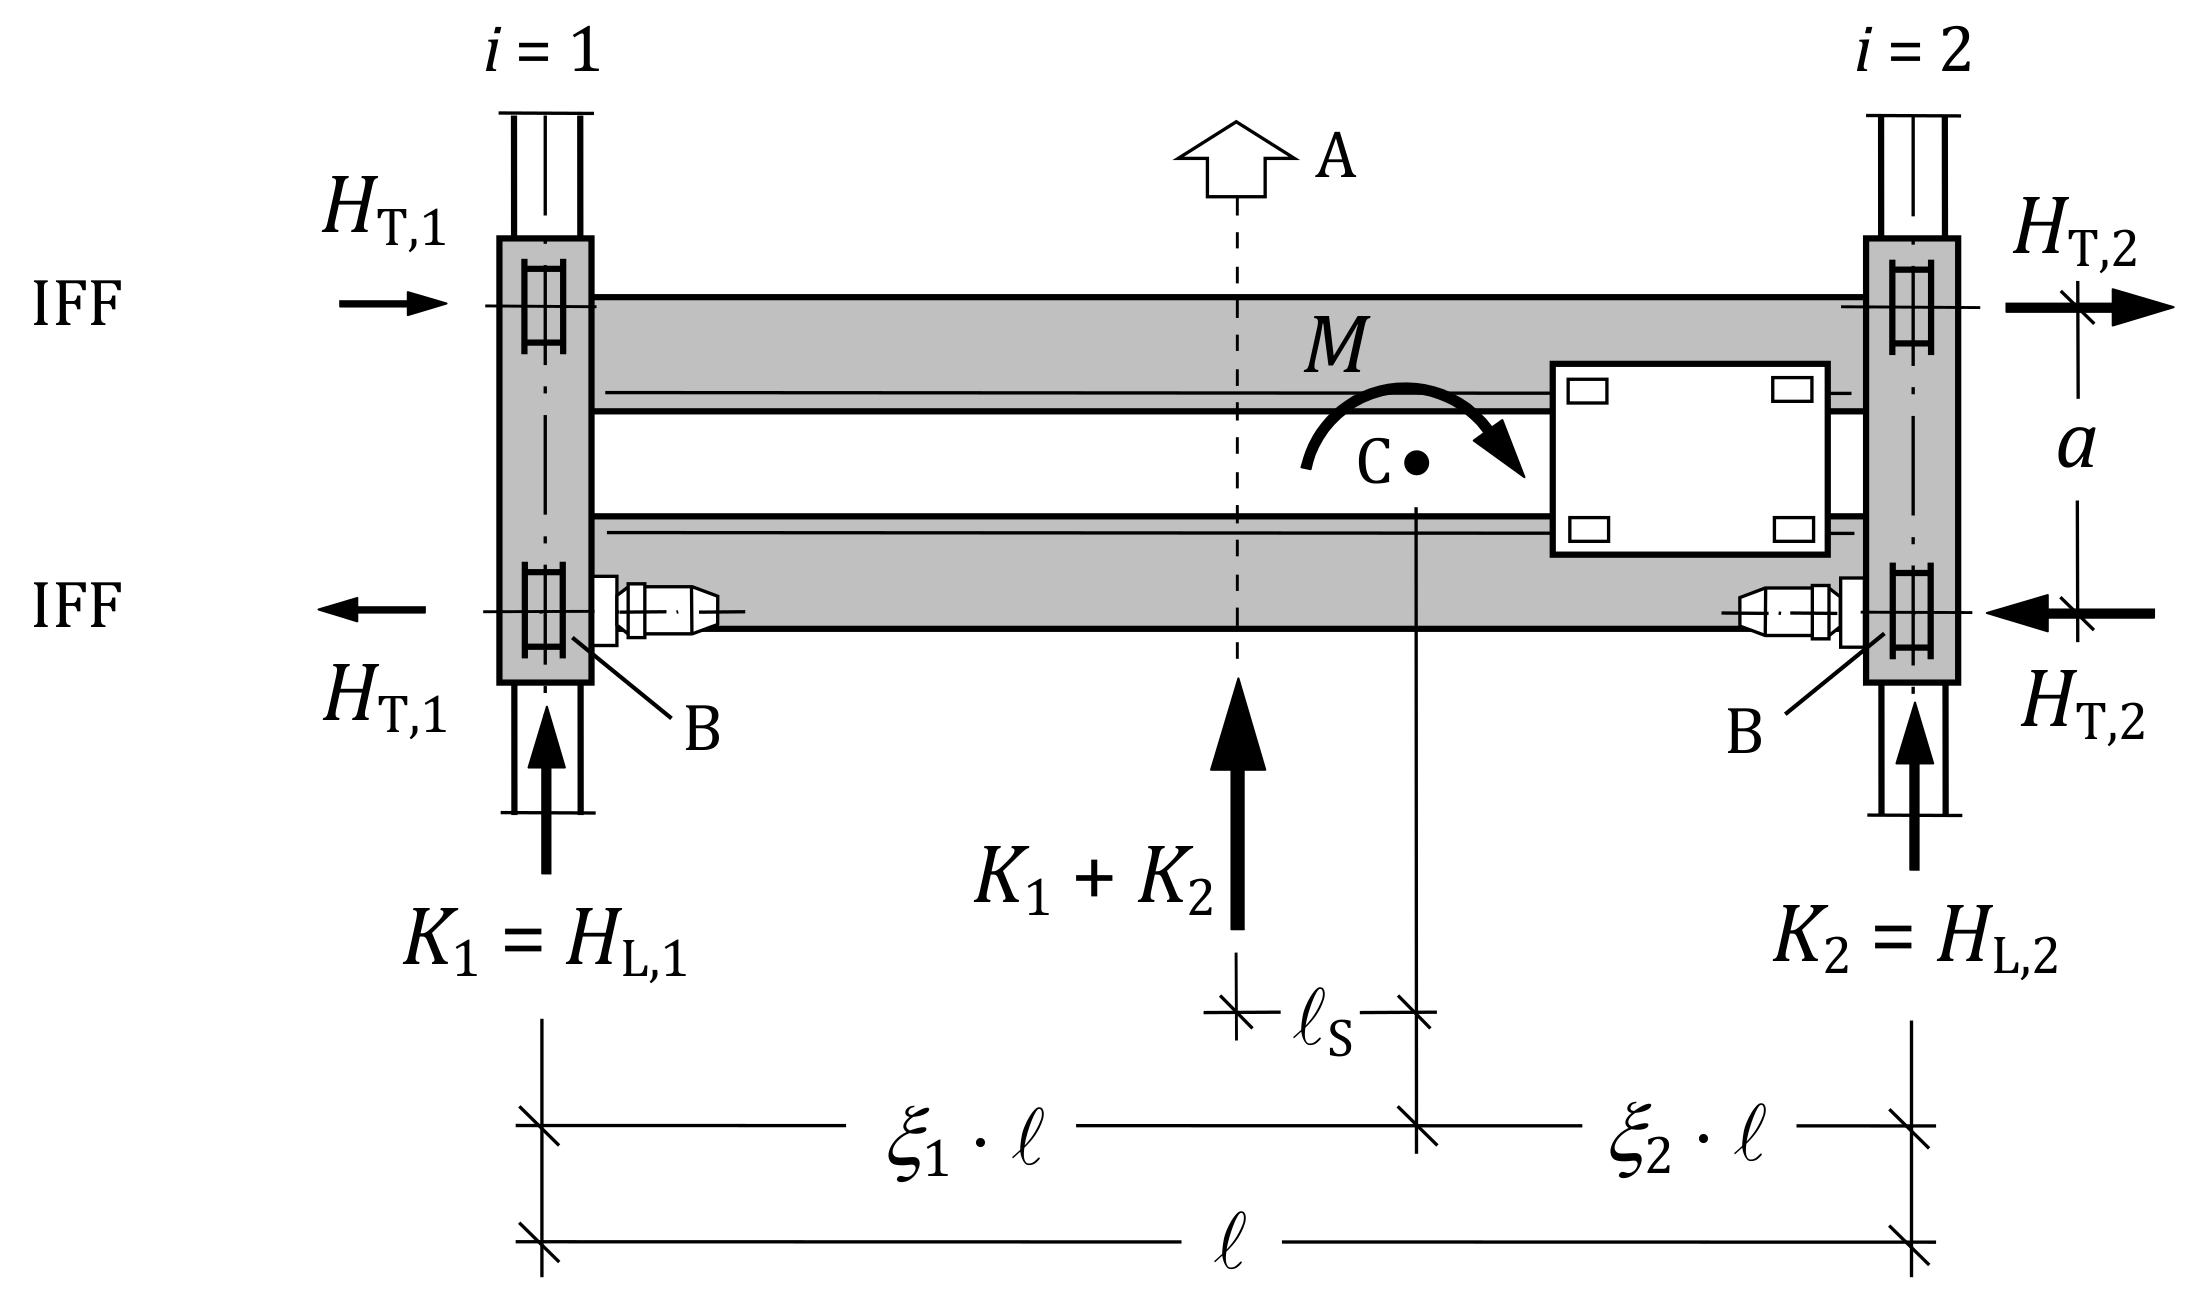 i = 1
i = 2
A
H_T,1
H_T,2
IFF
M
C
a
IFF
H_T,1
B
B
H_T,2
K_1 + K_2
K_1 = H_L,1
K_2 = H_L,2
ℓ_S
ξ_1 · ℓ
ξ_2 · ℓ
ℓ